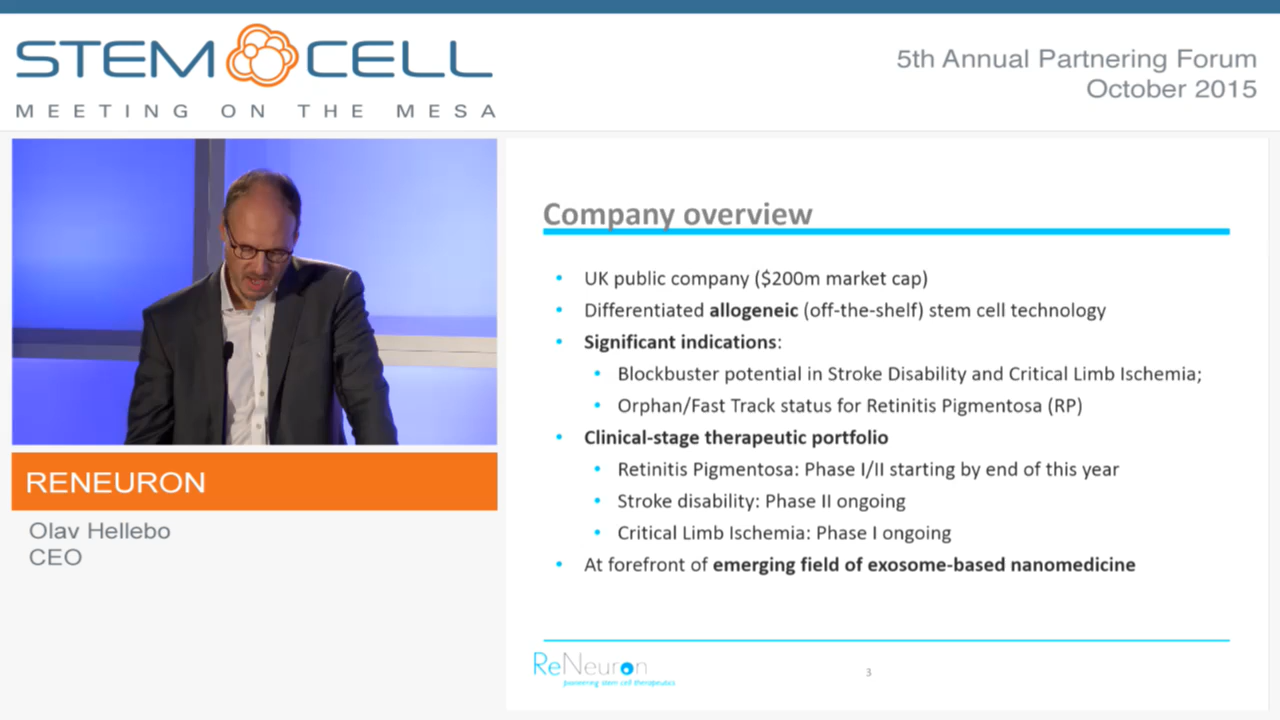 STEM CELL
MEETING ON THE MESA
5th Annual Partnering Forum
October 2015
RENEURON
Olav Hellebo
CEO
Company overview
• UK public company ($200m market cap)
• Differentiated allogeneic (off-the-shelf) stem cell technology
• Significant indications:
• Blockbuster potential in Stroke Disability and Critical Limb Ischemia;
• Orphan/Fast Track status for Retinitis Pigmentosa (RP)
• Clinical-stage therapeutic portfolio
• Retinitis Pigmentosa: Phase I/II starting by end of this year
• Stroke disability: Phase II ongoing
• Critical Limb Ischemia: Phase I ongoing
• At forefront of emerging field of exosome-based nanomedicine
ReNeuron
pioneering stem cell therapeutics
3